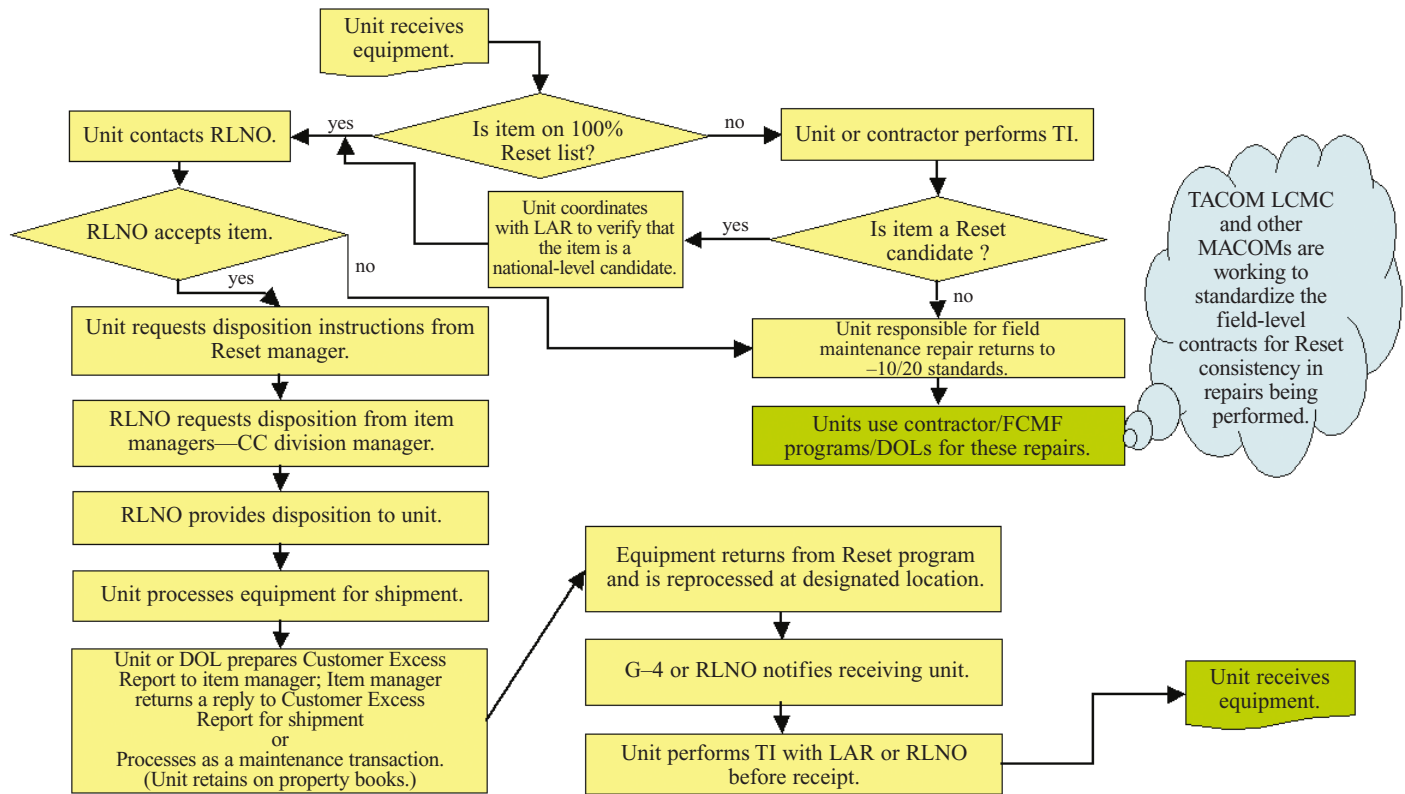 Unit receives
equipment.
Is item on 100%
Reset list?
yes
no
Unit contacts RLNO.
Unit or contractor performs TI.
RLNO accepts item.
Unit coordinates
with LAR to verify that
the item is a
national-level candidate.
yes
Is item a Reset
candidate ?
TACOM LCMC
and other
MACOMs are
working to
standardize the
field-level
contracts for Reset
consistency in
repairs being
performed.
yes
no
no
Unit requests disposition instructions from
Reset manager.
Unit responsible for field
maintenance repair returns to
–10/20 standards.
RLNO requests disposition from item
managers—CC division manager.
Units use contractor/FCMF
programs/DOLs for these repairs.
RLNO provides disposition to unit.
Unit processes equipment for shipment.
Unit or DOL prepares Customer Excess
Report to item manager; Item manager
returns a reply to Customer Excess
Report for shipment
or
Processes as a maintenance transaction.
(Unit retains on property books.)
Equipment returns from Reset program
and is reprocessed at designated location.
G–4 or RLNO notifies receiving unit.
Unit performs TI with LAR or RLNO
before receipt.
Unit receives
equipment.